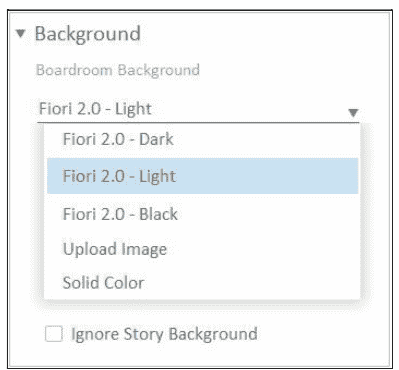 Background
Boardroom Background
Fiori 2.0 - Light
Fiori 2.0 - Dark
Fiori 2.0 - Light
Fiori 2.0 - Black
Upload Image
Solid Color
Ignore Story Background